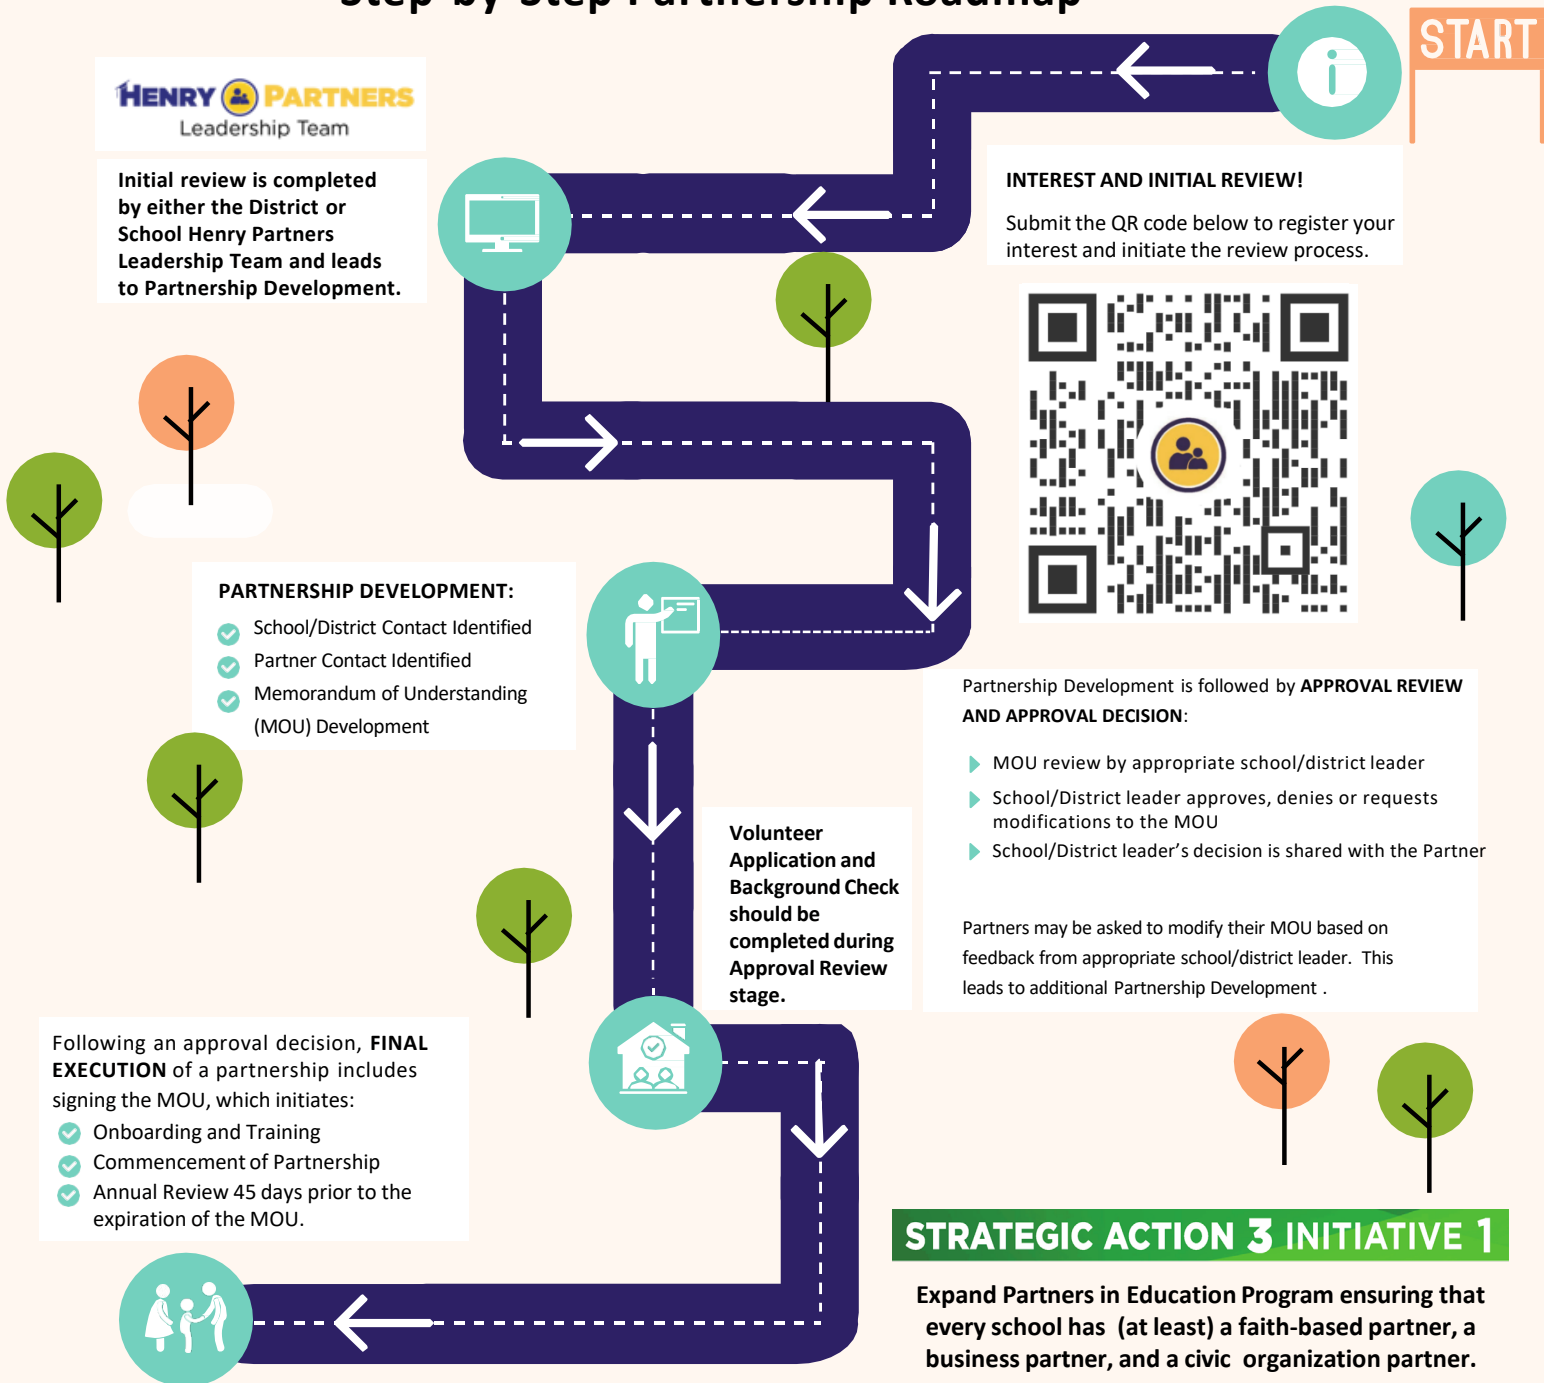 Step-by-Step Partnership Roadmap
START
HENRY PARTNERS
Leadership Team
Initial review is completed
by either the District or
School Henry Partners
Leadership Team and leads
to Partnership Development.
INTEREST AND INITIAL REVIEW!
Submit the QR code below to register your
interest and initiate the review process.
PARTNERSHIP DEVELOPMENT:
School/District Contact Identified
Partner Contact Identified
Memorandum of Understanding
(MOU) Development
Partnership Development is followed by APPROVAL REVIEW
AND APPROVAL DECISION:
MOU review by appropriate school/district leader
School/District leader approves, denies or requests
modifications to the MOU
School/District leader’s decision is shared with the Partner
Partners may be asked to modify their MOU based on
feedback from appropriate school/district leader. This
leads to additional Partnership Development .
Volunteer
Application and
Background Check
should be
completed during
Approval Review
stage.
Following an approval decision, FINAL
EXECUTION of a partnership includes
signing the MOU, which initiates:
Onboarding and Training
Commencement of Partnership
Annual Review 45 days prior to the
expiration of the MOU.
STRATEGIC ACTION 3 INITIATIVE 1
Expand Partners in Education Program ensuring that
every school has (at least) a faith-based partner, a
business partner, and a civic organization partner.